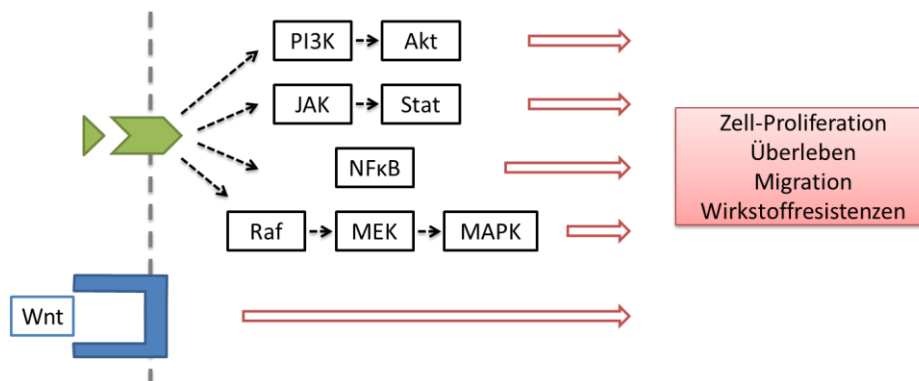 PI3K
Akt
JAK
Stat
NFκB
Raf
MEK
MAPK
Wnt
Zell-Proliferation
Überleben
Migration
Wirkstoffresistenzen